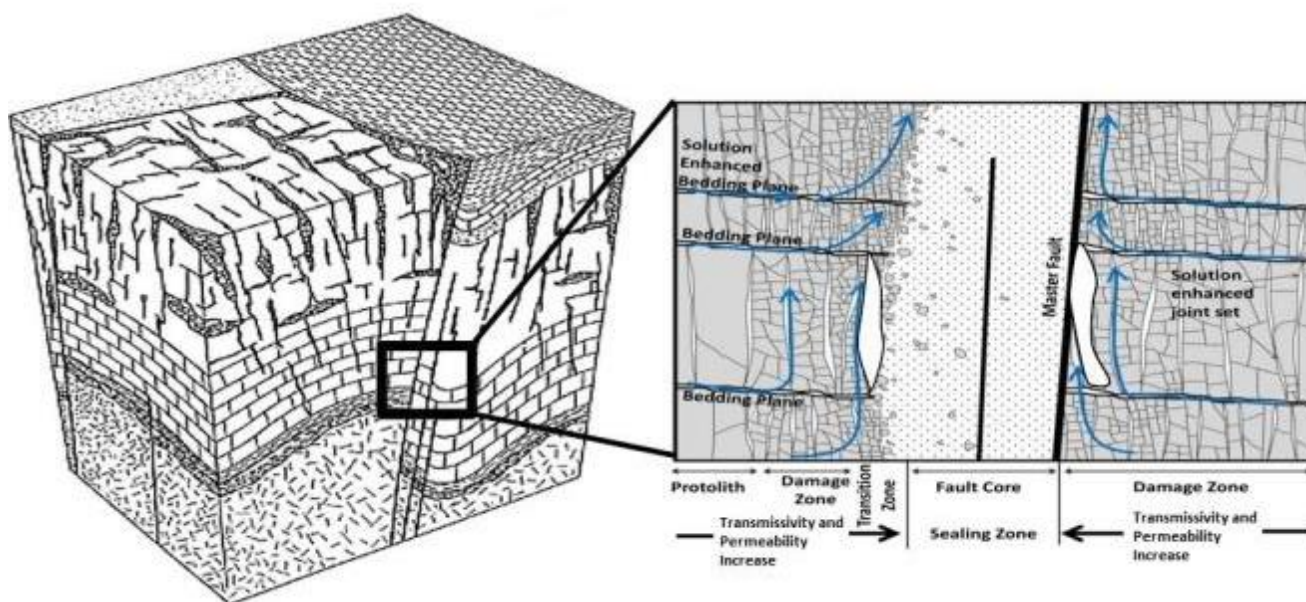 Solution
Enhanced
Bedding Plane
Bedding Plane
Bedding Plane
Master Fault
Solution
enhanced
joint set
Protolith
Damage
Zone
Transition
Zone
Fault Core
Damage Zone
Transmissivity and
Permeability
Increase
Sealing Zone
Transmissivity and
Permeability
Increase